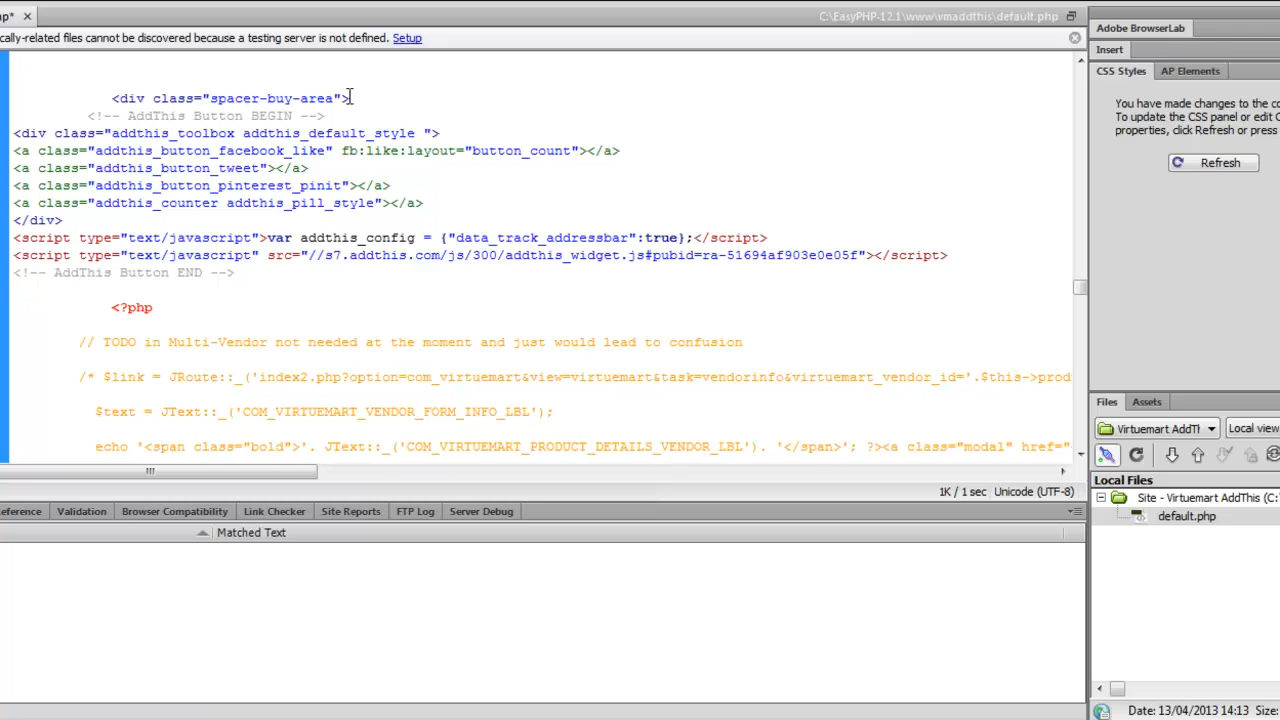 np* ×
C:\EasyPHP-12.1\www\vmaddthis\default.php
cally-related files cannot be discovered because a testing server is not defined. Setup
<div class="spacer-buy-area">
<!-- AddThis Button BEGIN -->
<div class="addthis_toolbox addthis_default_style ">
<a class="addthis_button_facebook_like" fb:like:layout="button_count"></a>
<a class="addthis_button_tweet"></a>
<a class="addthis_button_pinterest_pinit"></a>
<a class="addthis_counter addthis_pill_style"></a>
</div>
<script type="text/javascript">var addthis_config = {"data_track_addressbar":true};</script>
<script type="text/javascript" src="//s7.addthis.com/js/300/addthis_widget.js#pubid=ra-51694af903e0e05f"></script>
<!-- AddThis Button END -->
<?php
// TODO in Multi-Vendor not needed at the moment and just would lead to confusion
/* $link = JRoute::_('index2.php?option=com_virtuemart&view=virtuemart&task=vendorinfo&virtuemart_vendor_id='.$this->prod
$text = JText::_('COM_VIRTUEMART_VENDOR_FORM_INFO_LBL');
echo '<span class="bold">'. JText::_('COM_VIRTUEMART_PRODUCT_DETAILS_VENDOR_LBL'). '</span>'; ?><a class="modal" href="
1K / 1 sec Unicode (UTF-8)
eference Validation Browser Compatibility Link Checker Site Reports FTP Log Server Debug
Matched Text
Adobe BrowserLab
Insert
CSS Styles AP Elements
You have made changes to the co
To update the CSS panel or edit C
properties, click Refresh or press
Refresh
Files Assets
Virtuemart AddTl Local view
Local Files
Site - Virtuemart AddThis (C:
default.php
Date: 13/04/2013 14:13 Size: